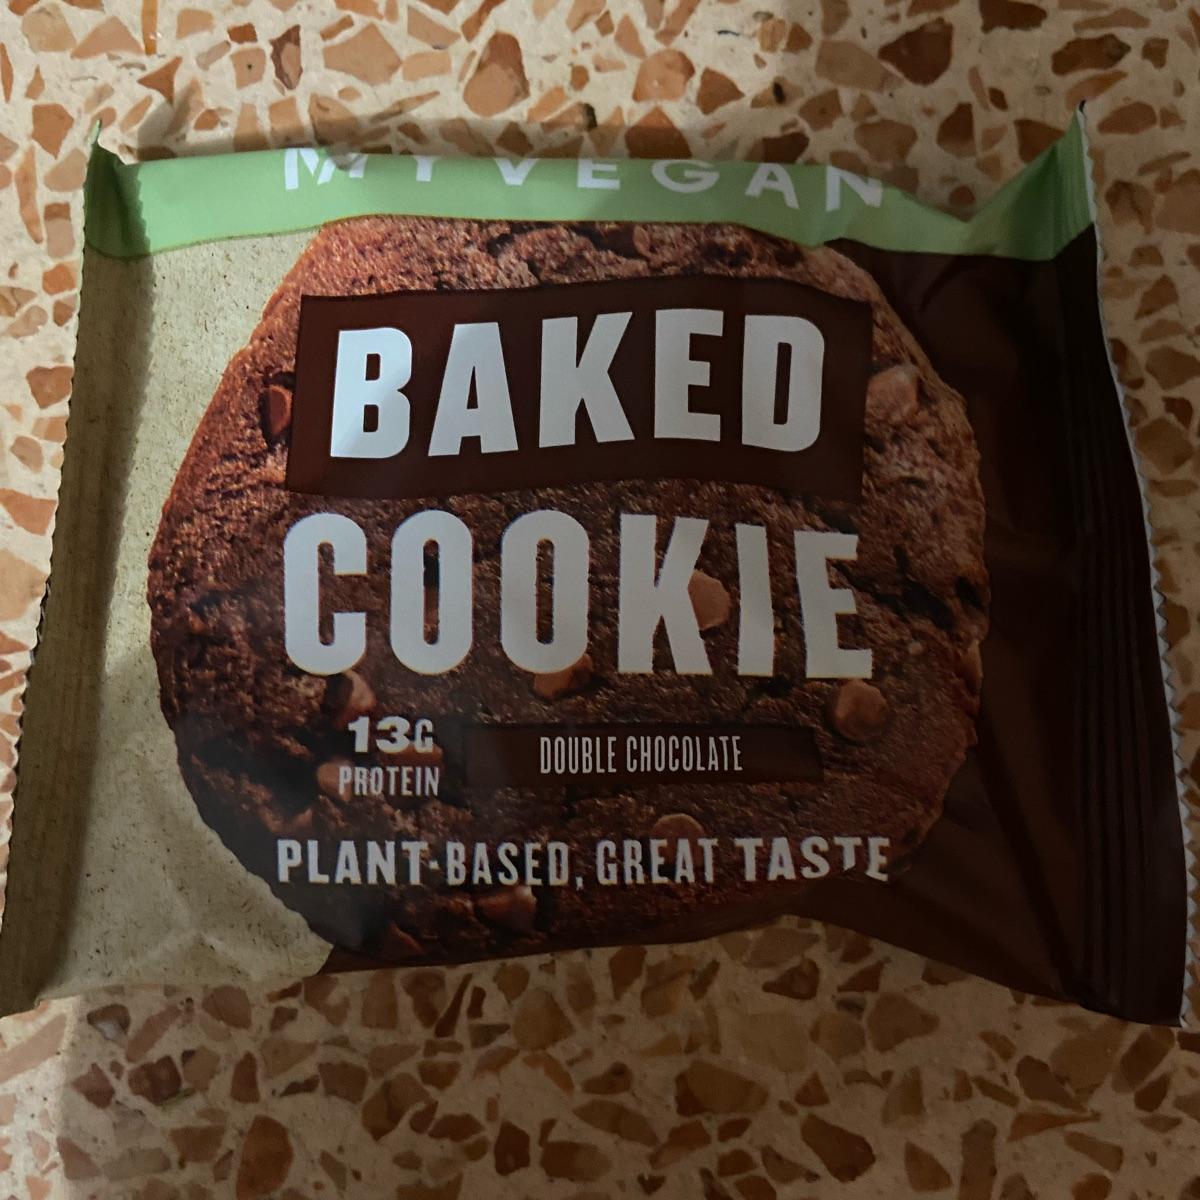 MYVEGAN
BAKED
COOKIE
13G
PROTEIN
DOUBLE CHOCOLATE
PLANT-BASED, GREAT TASTE